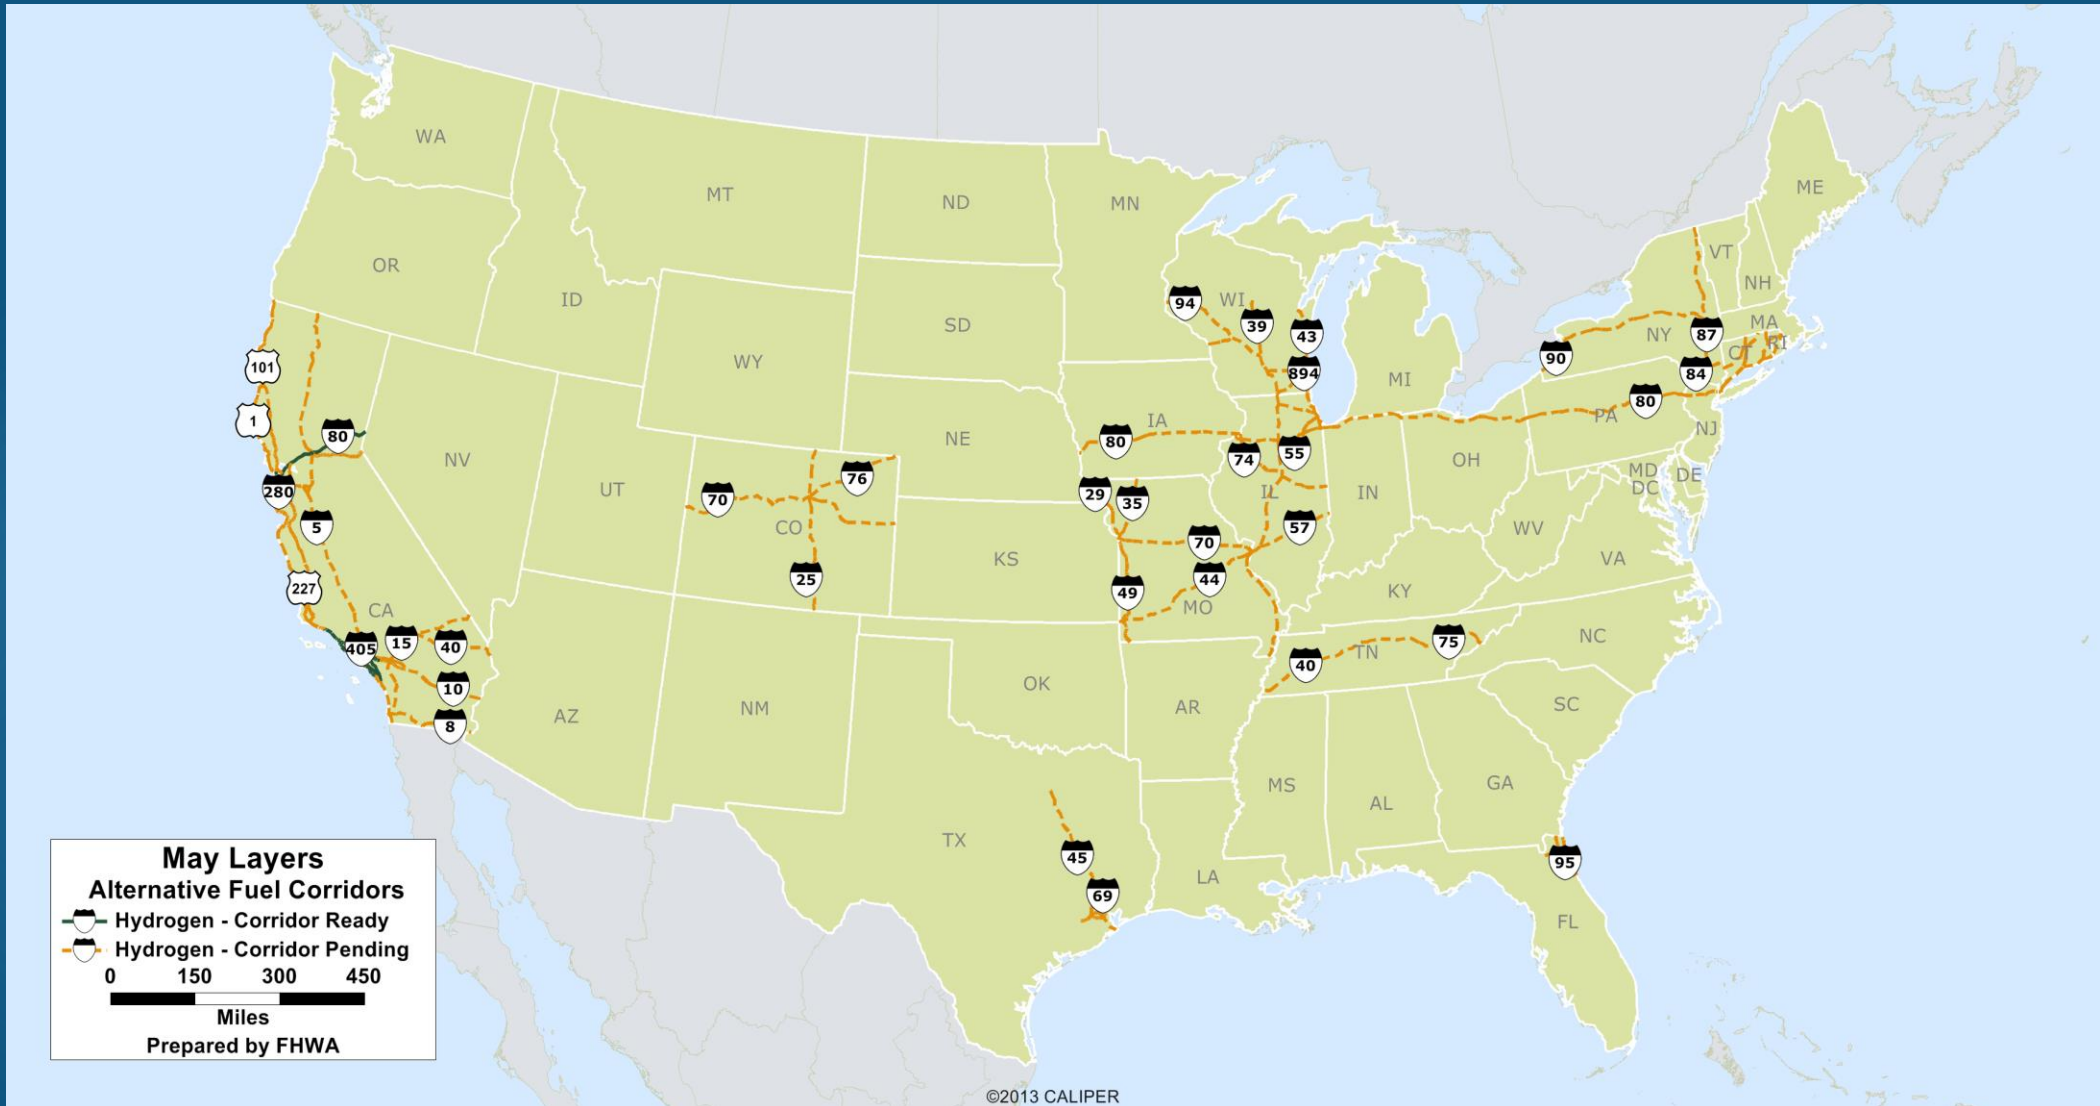 WA
MT
ND
MN
ME
OR
ID
VT
NH
94
WI
39
43
SD
WY
101
894
MI
90
NY
87
MA
CT
RI
84
1
80
IA
80
80
PA
NJ
NE
NV
74
55
OH
MD
DC
DE
280
UT
70
76
29
35
IL
IN
5
CO
57
WV
70
KS
VA
227
25
49
44
MO
KY
CA
405
15
40
40
TN
75
NC
10
8
AZ
NM
OK
AR
SC
MS
AL
GA
TX
45
69
LA
95
FL
May Layers
Alternative Fuel Corridors
Hydrogen - Corridor Ready
Hydrogen - Corridor Pending
0 150 300 450
Miles
Prepared by FHWA
©2013 CALIPER